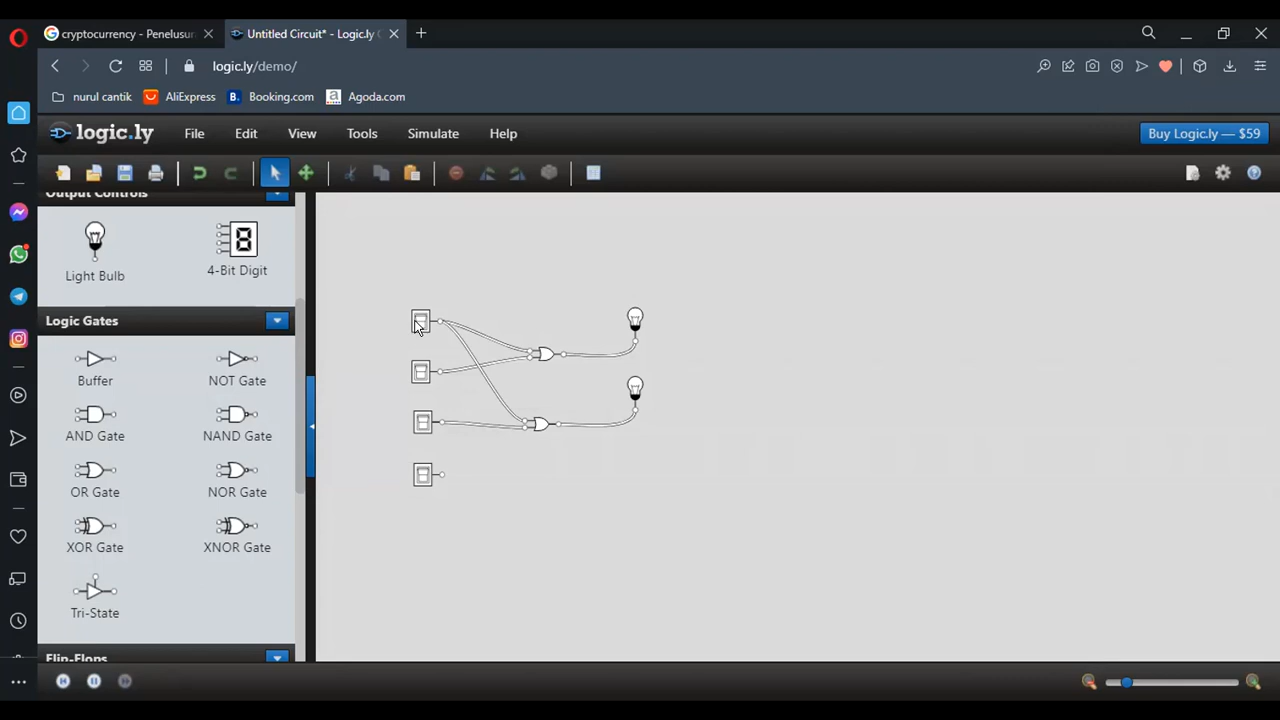 cryptocurrency - Penelusur
Untitled Circuit* - Logic.ly
logic.ly/demo/
nurul cantik
AliExpress
B.
Booking.com
a
Agoda.com
logic.ly
File
Edit
View
Tools
Simulate
Help
Buy Logic.ly — $59
Output Controls
8
Light Bulb
4-Bit Digit
Logic Gates
Buffer
NOT Gate
AND Gate
NAND Gate
OR Gate
NOR Gate
XOR Gate
XNOR Gate
Tri-State
Flip-Flops